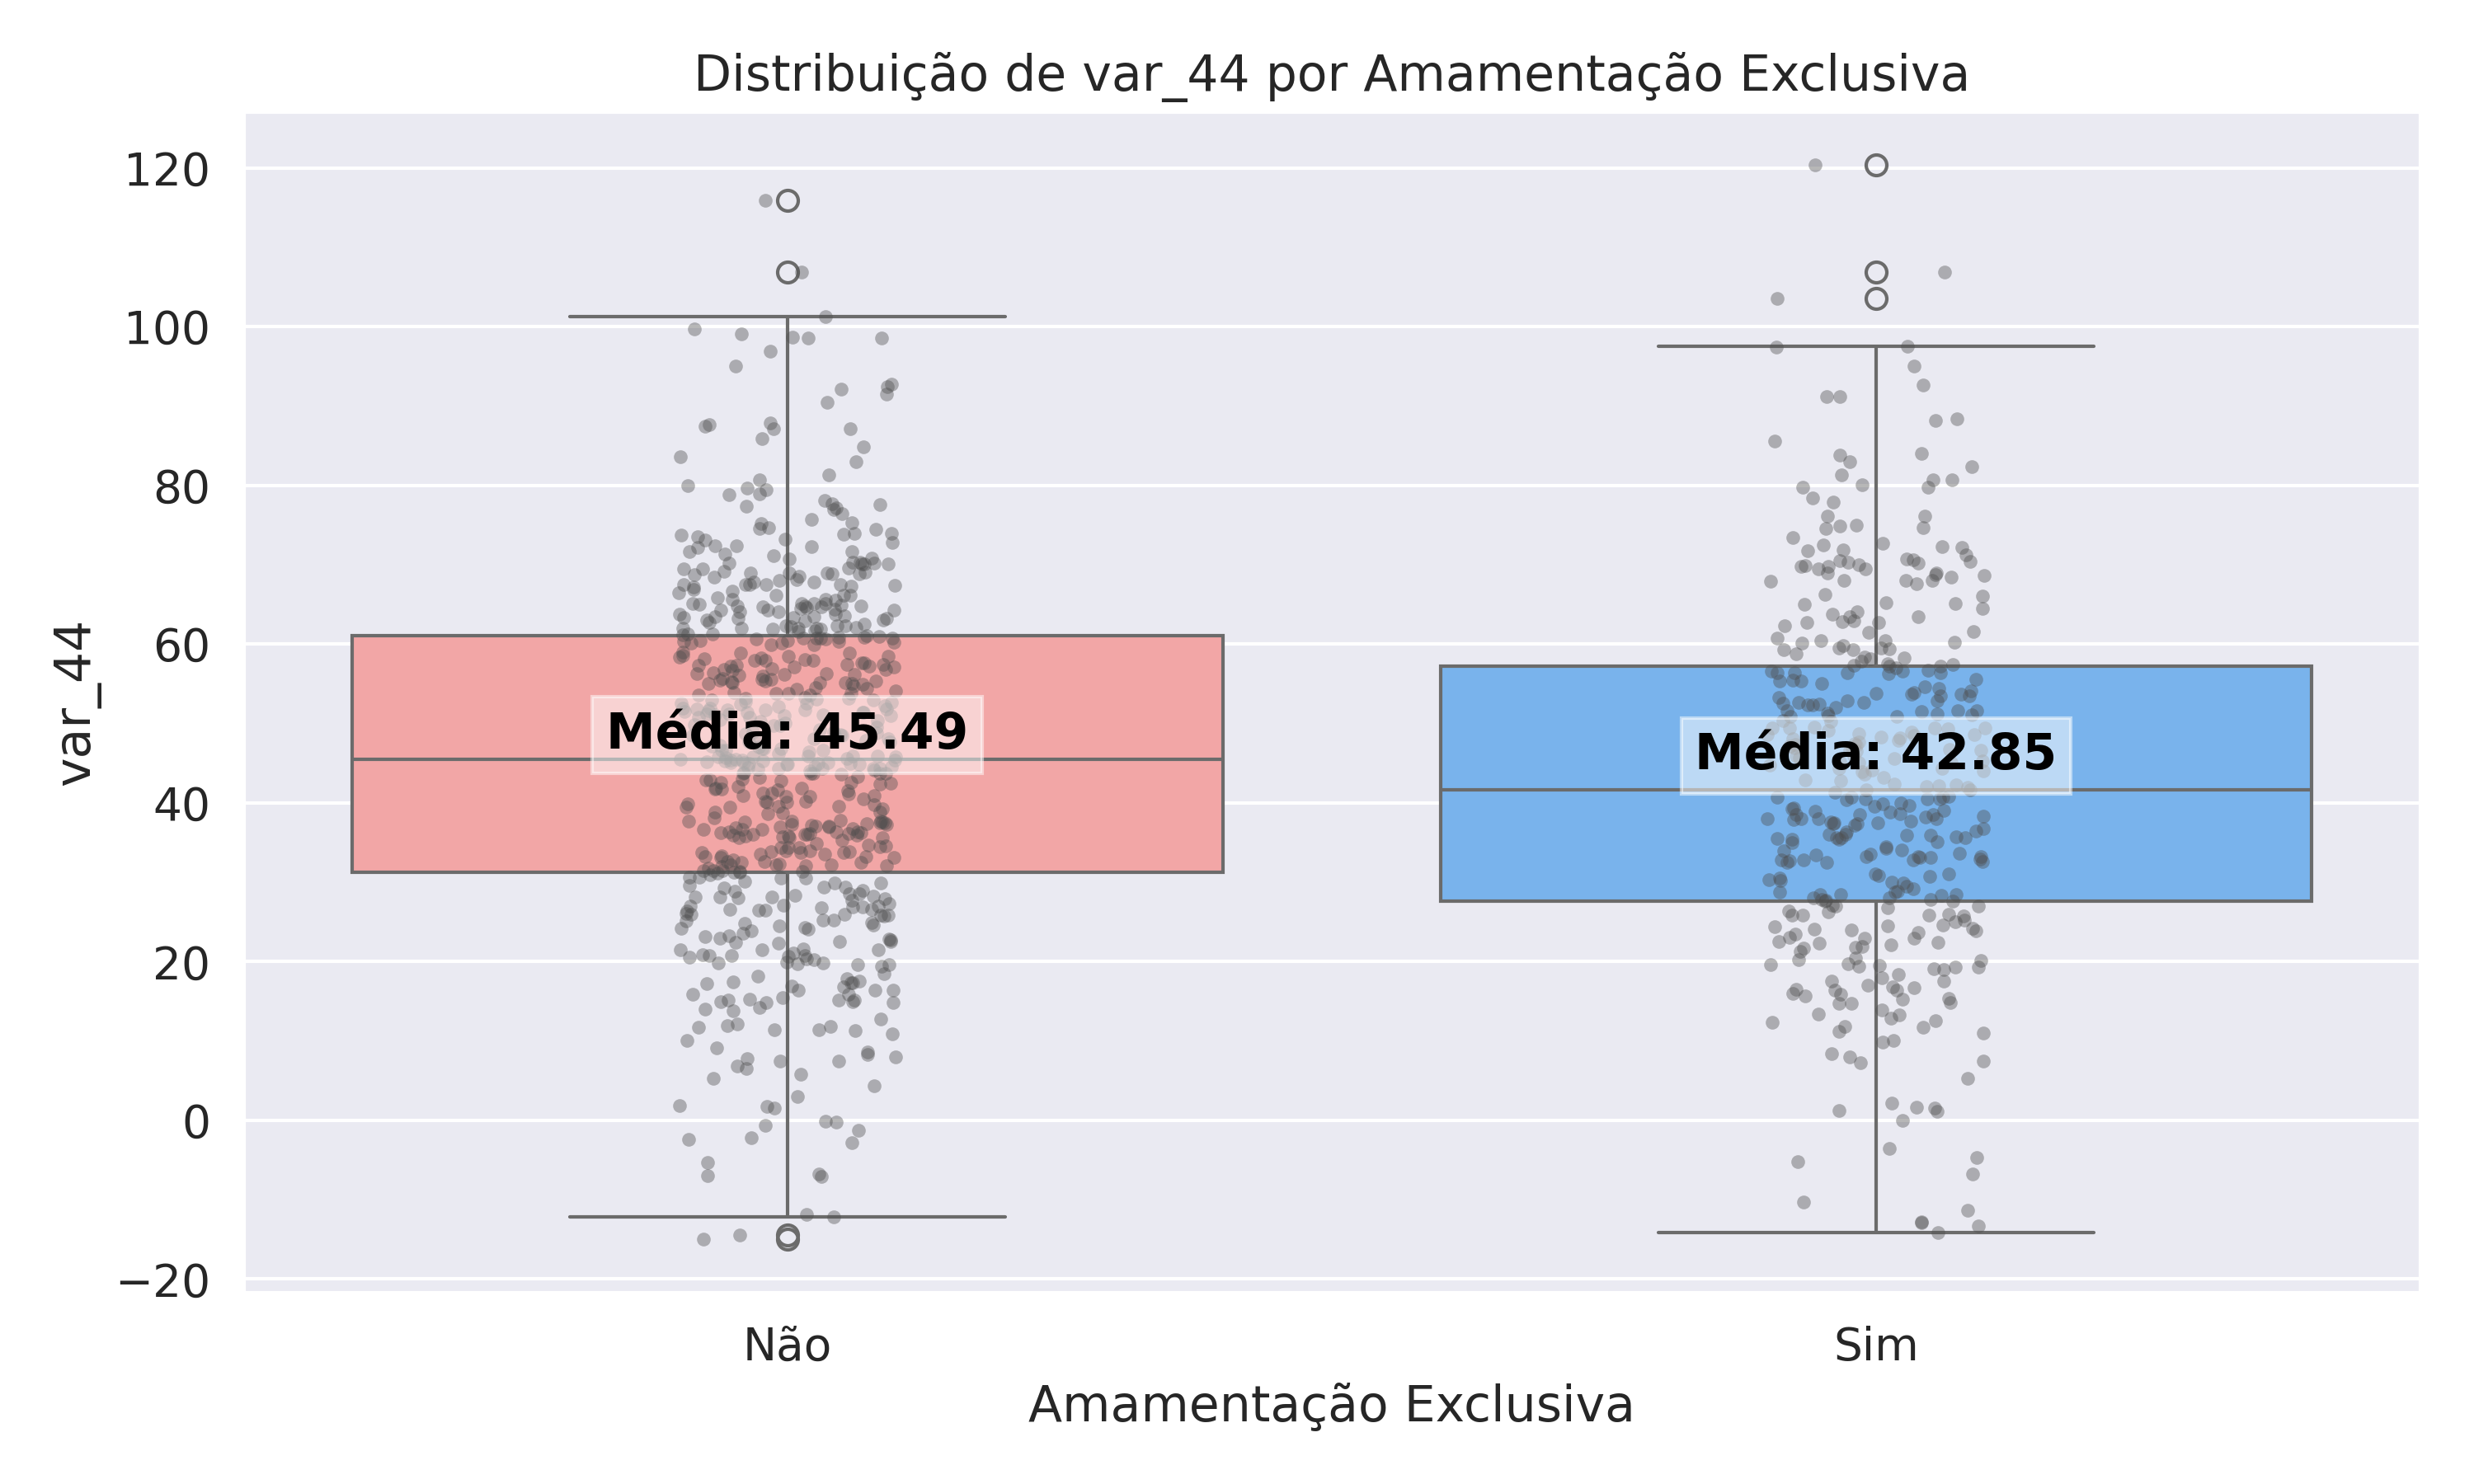 Distribuição de var_44 por Amamentação Exclusiva
120
100
80
60
40
20
0
−20
var_44
Média: 45.49
Média: 42.85
Não
Sim
Amamentação Exclusiva